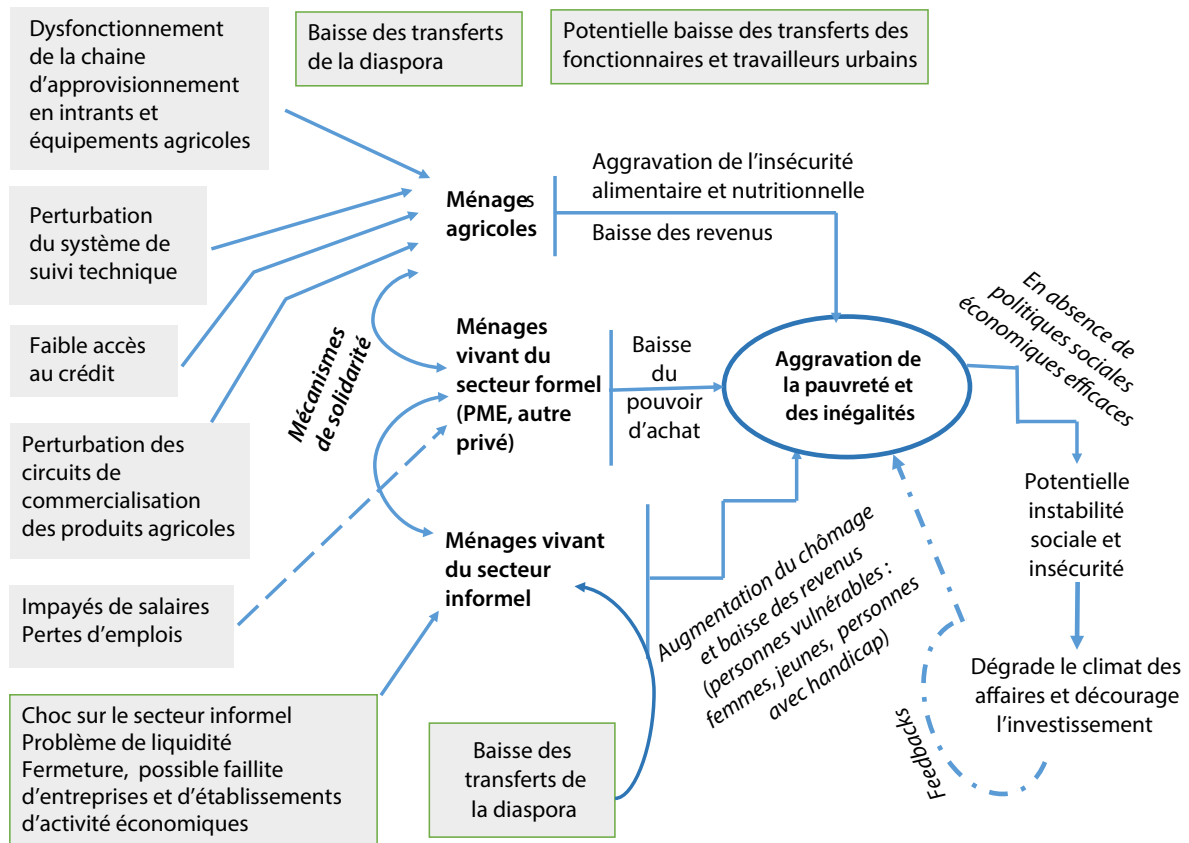 Dysfonctionnement
de la chaine
d’approvisionnement
en intrants et
équipements agricoles
Baisse des transferts
de la diaspora
Potentielle baisse des transferts des
fonctionnaires et travailleurs urbains
Perturbation
du système de
suivi technique
Faible accès
au crédit
Perturbation des
circuits de
commercialisation
des produits agricoles
Impayés de salaires
Pertes d’emplois
Choc sur le secteur informel
Problème de liquidité
Fermeture, possible faillite
d’entreprises et d’établissements
d’activité économiques
Mécanismes
de solidarité
Ménages
agricoles
Aggravation de l’insécurité
alimentaire et nutritionnelle
Baisse des revenus
Ménages
vivant du
secteur formel
(PME, autre
privé)
Baisse
du
pouvoir
d’achat
Ménages vivant
du secteur
informel
Baisse des
transferts de
la diaspora
Augmentation du chômage
et baisse des revenus
(personnes vulnérables :
femmes, jeunes, personnes
avec handicap)
Aggravation de
la pauvreté et
des inégalités
En absence de
politiques sociales
économiques efficaces
Potentielle
instabilité
sociale et
insécurité
Dégrade le climat des
affaires et décourage
l’investissement
Feedbacks